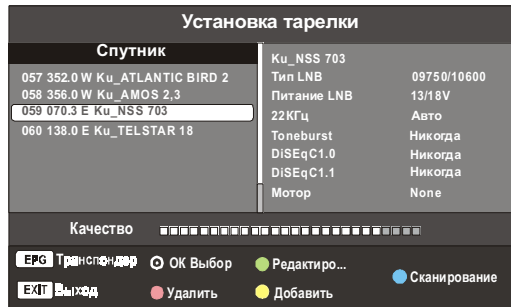 Установка тарелки
Спутник
057 352.0 W Ku_ATLANTIC BIRD 2
058 356.0 W Ku_AMOS 2,3
059 070.3 E Ku_NSS 703
060 138.0 E Ku_TELSTAR 18
Ku_NSS 703
Тип LNB 09750/10600
Питание LNB 13/18V
22КГц Авто
Toneburst Никогда
DiSEqC1.0 Никогда
DiSEqC1.1 Никогда
Мотор None
Качество
EPG Транспондер OK Выбор Редактиро...
Сканирование
EXIT Выход Удалить Добавить